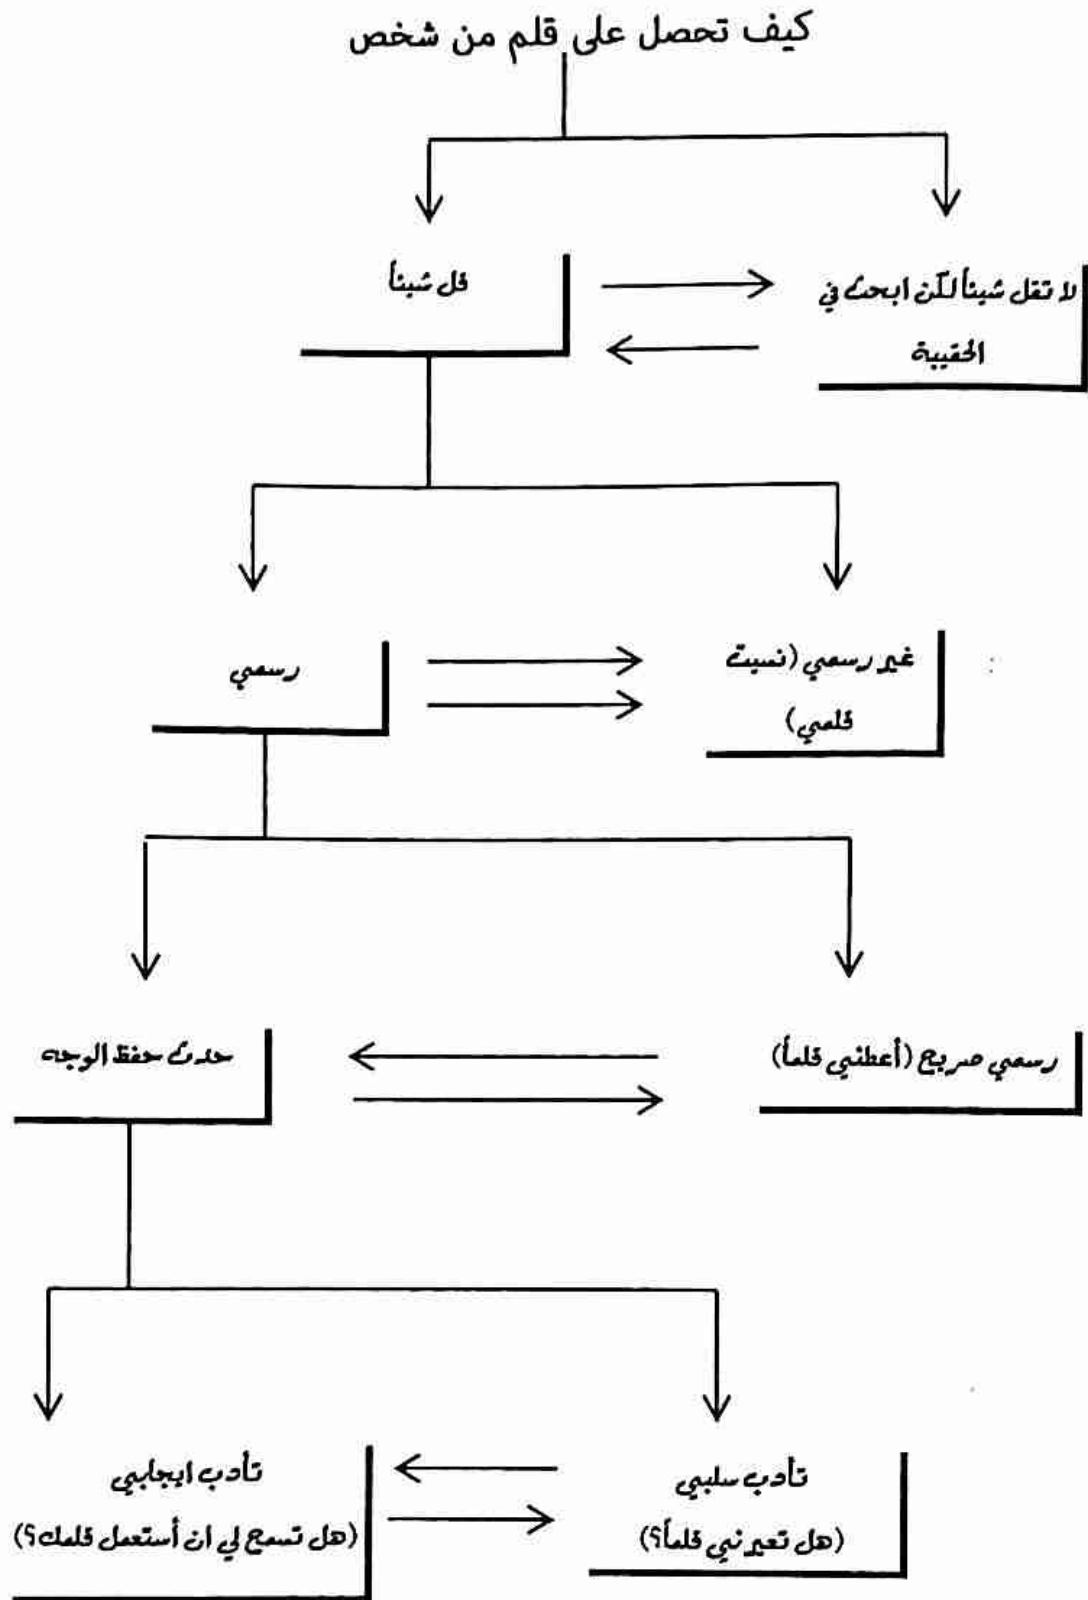 كيف تحصل على قلم من شخص
لا تقل شيئاً لكن ابحث في
الحقيبة
قل شيئاً
غير رسمي (نسيت
قلمي)
رسمي
رسمي صريح (أعطني قلماً)
حدث حفظ الوجه
تأدب سلبي
(هل تعيرني قلماً؟)
تأدب ايجابي
(هل تسمح لي ان أستعمل قلمك؟)